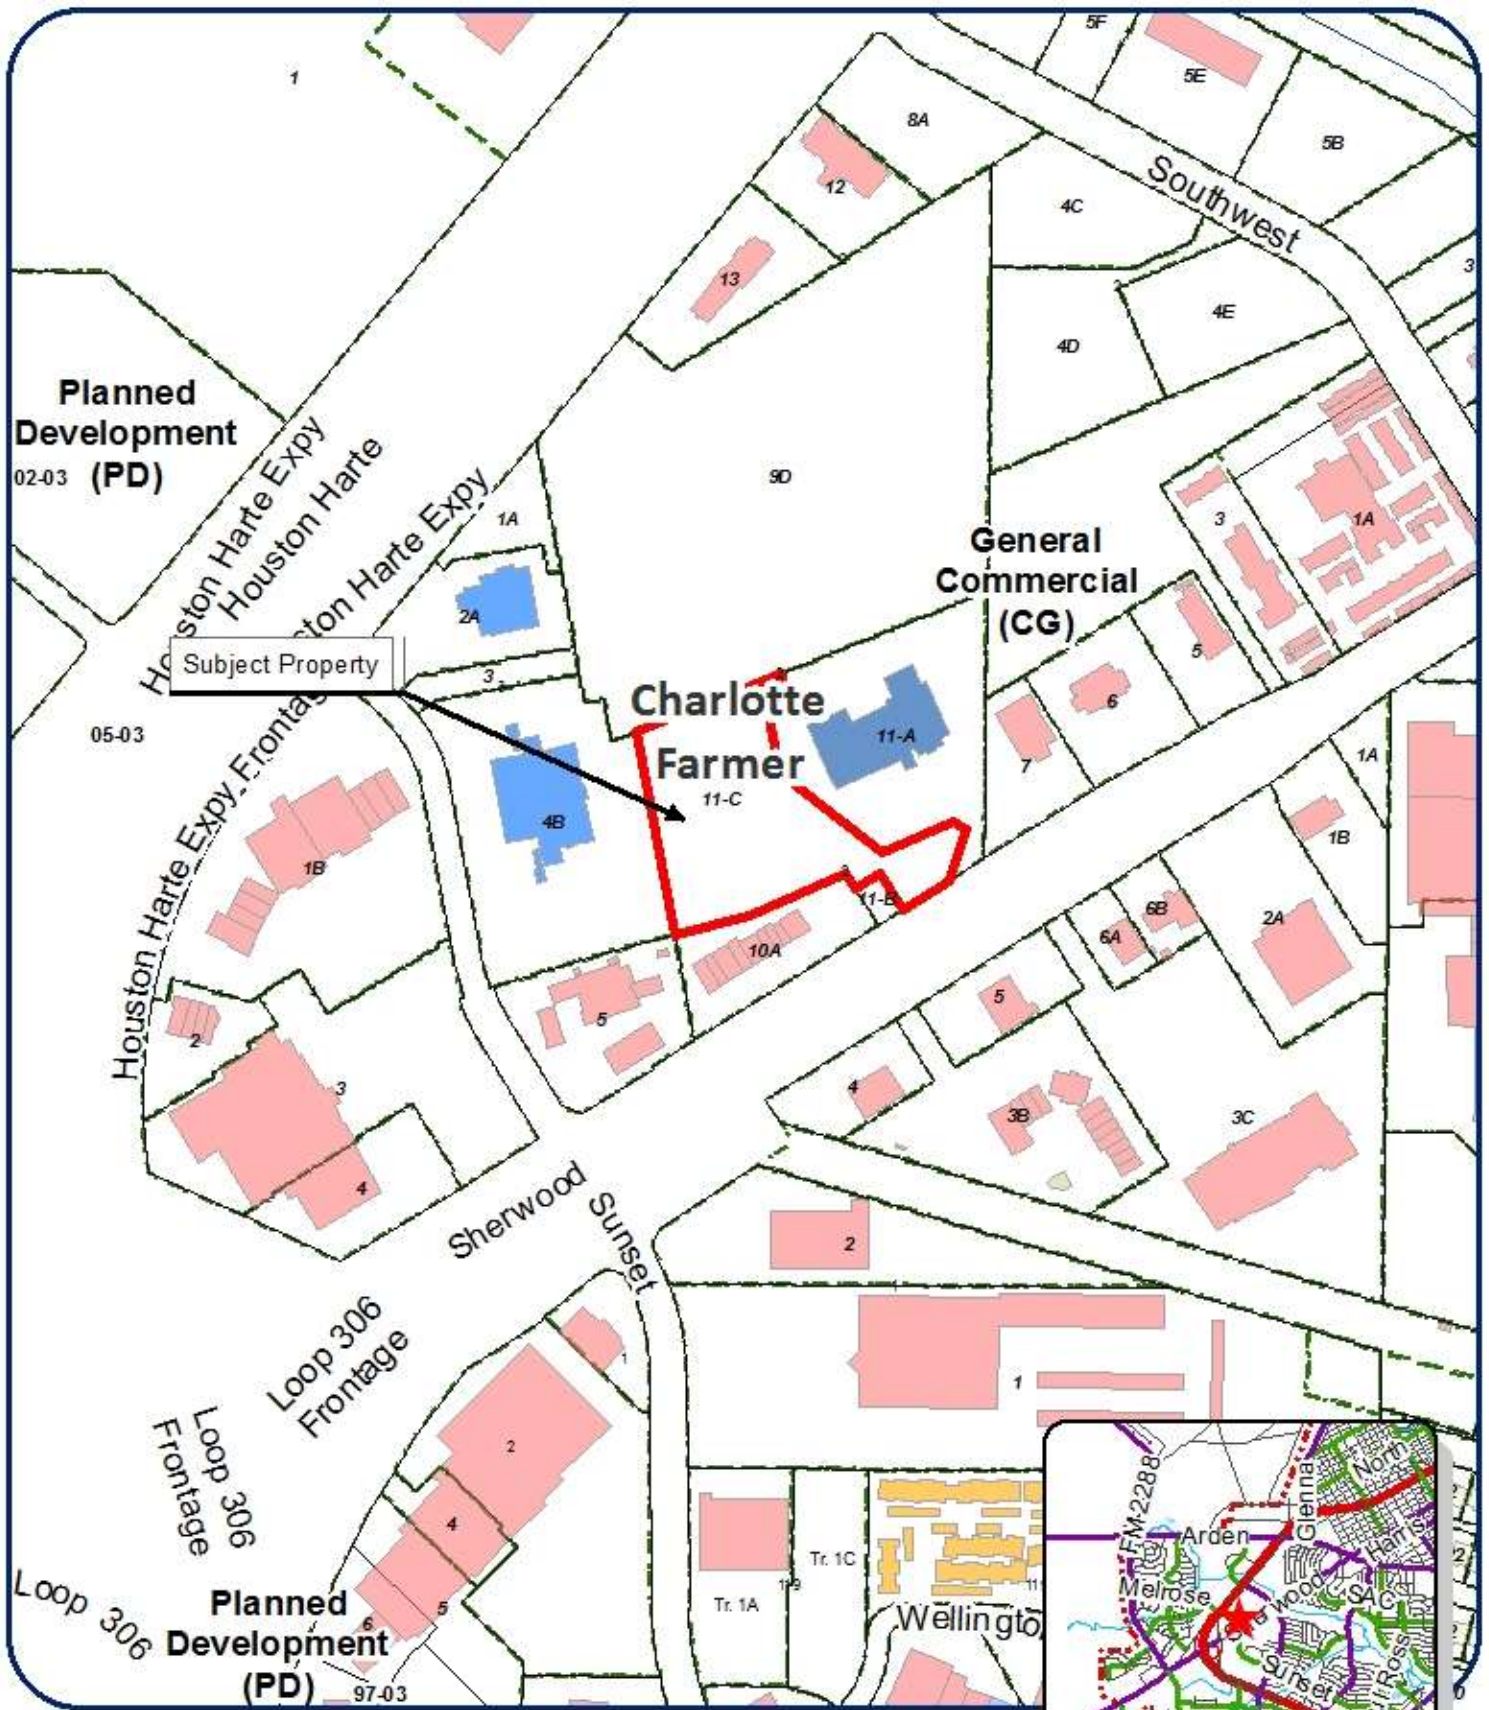 5F
1
5E
8A
5B
12
Southwest
4C
13
3
4E
4D
Planned
Development
(PD)
02-03
Houston Harte Expy
Houston Harte
Houston Harte Expy
9D
1A
3
1A
General
Commercial
(CG)
2A
Subject Property
3
5
6
Charlotte
Farmer
11-A
05-03
7
1A
11-C
4B
1B
1B
Houston Harte Expy Frontage
11-B
6B
6A
2A
10A
5
5
2
3
4
3B
3C
4
Sherwood
Sunset
2
Loop 306
Frontage
1
1
Loop 306
Frontage
2
4
Loop 306
5
6
Planned
Development
(PD)
97-03
Tr. 1A
Tr. 1C
119
Wellingto
FM-2288
Glenna
North
Arden
Harris
Melrose
Sherwood
SAC
Sunset